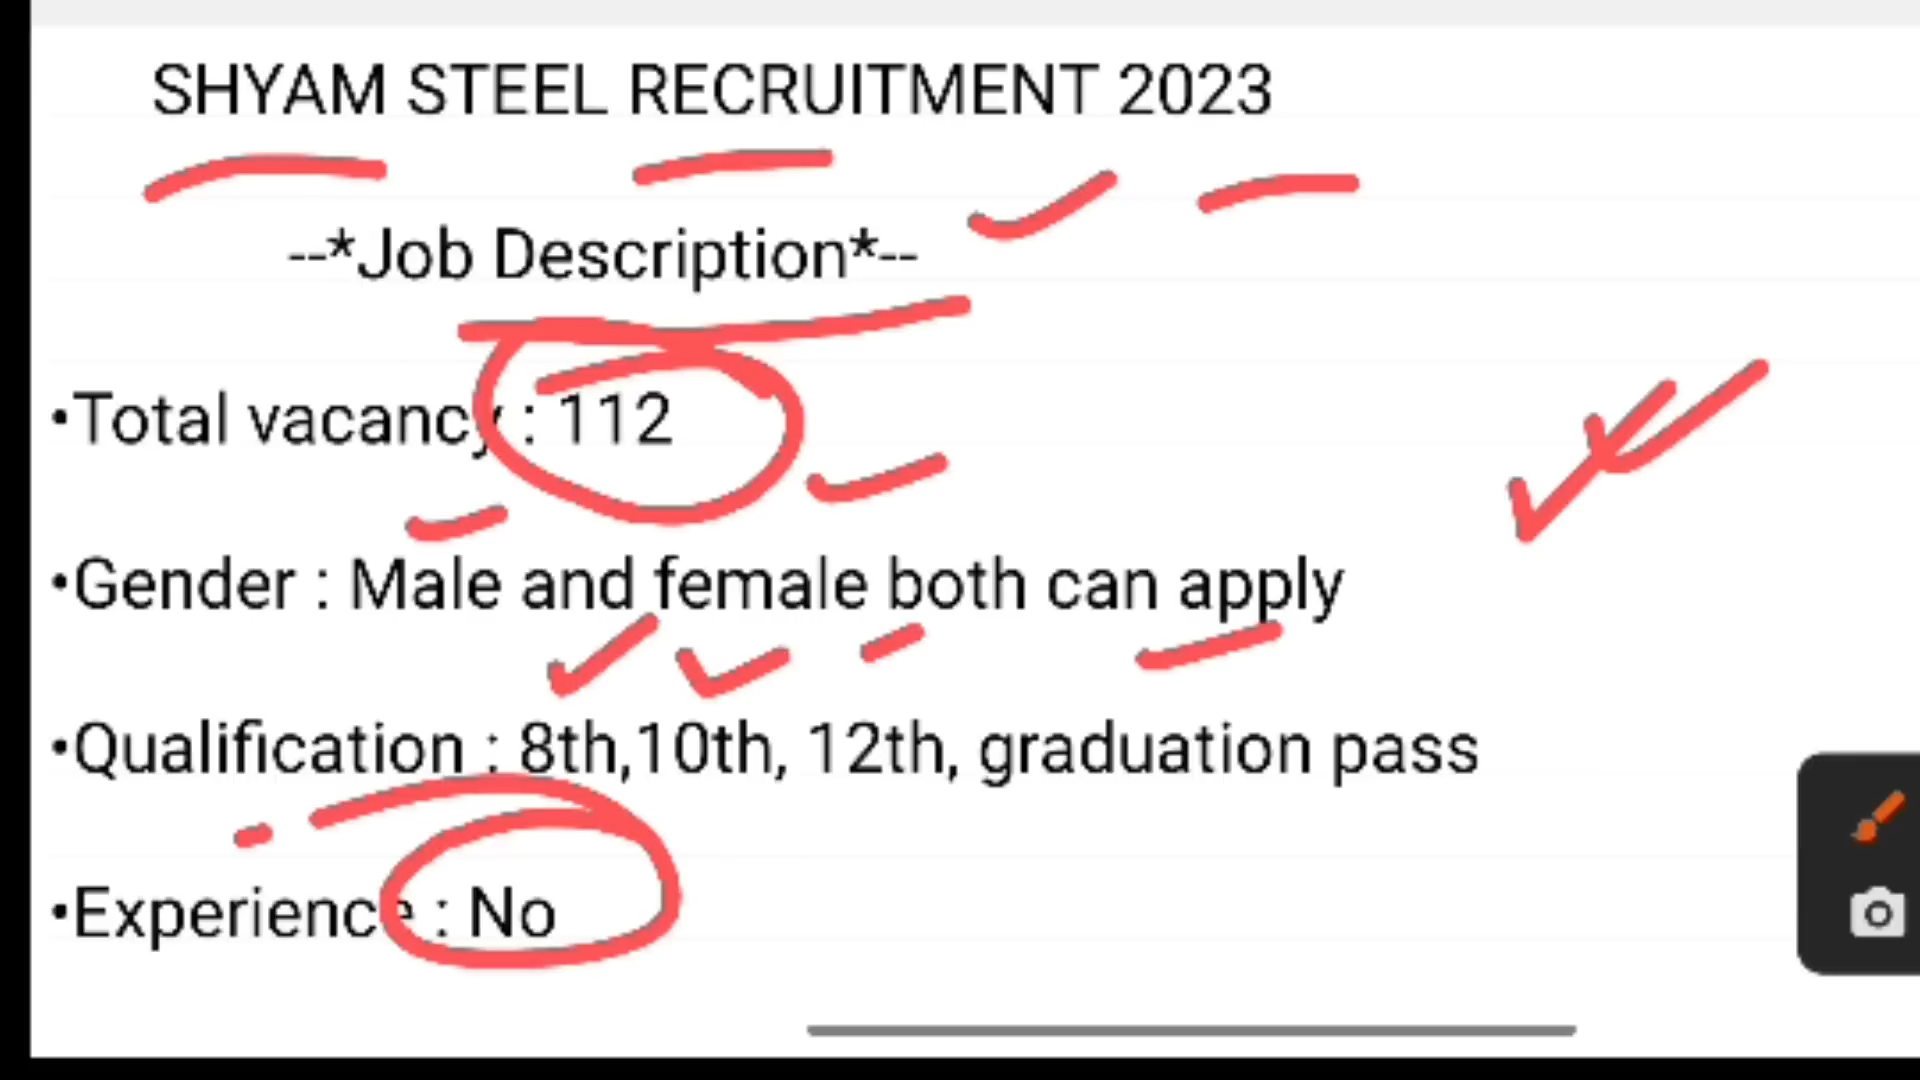 SHYAM STEEL RECRUITMENT 2023
--*Job Description*--
•Total vacancy : 112
•Gender : Male and female both can apply
•Qualification : 8th,10th, 12th, graduation pass
•Experience : No